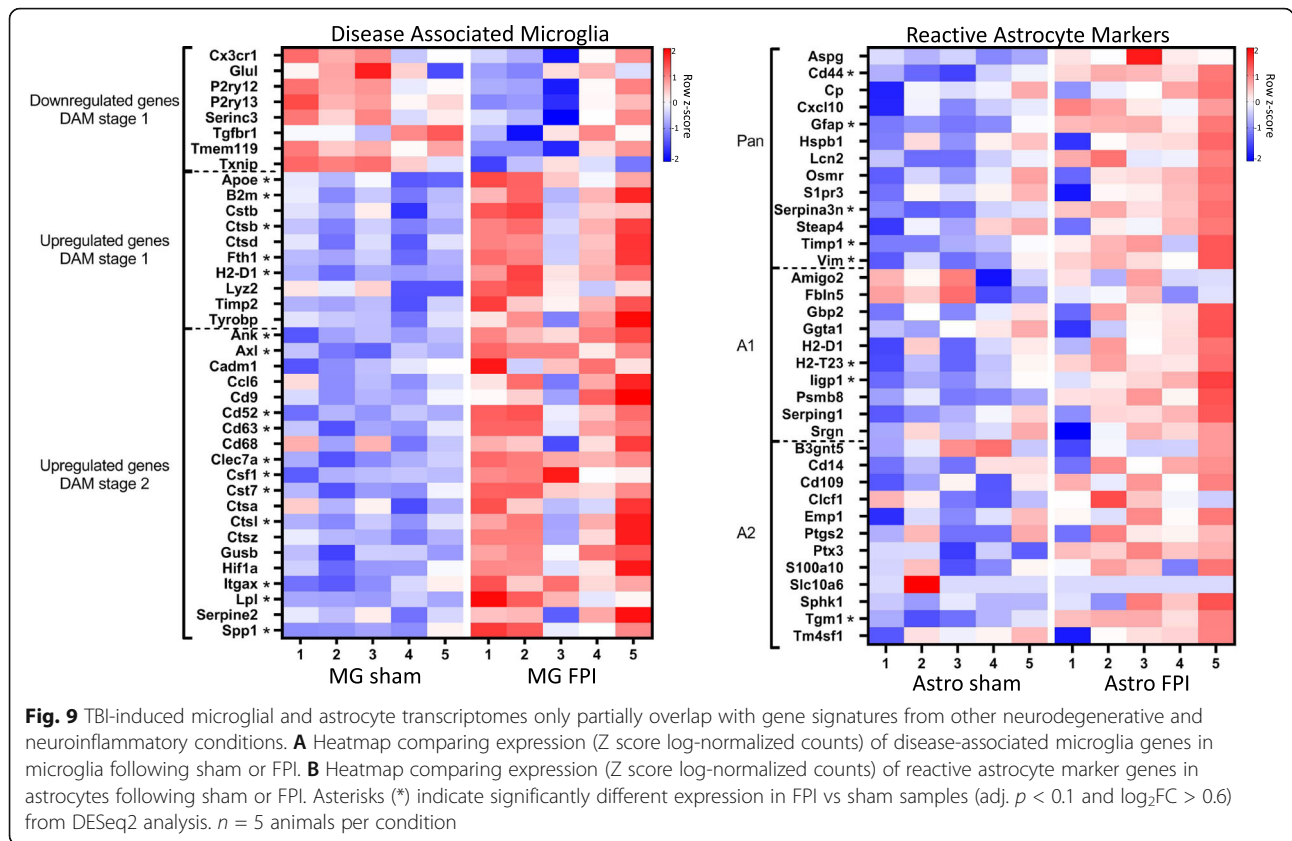 Disease Associated Microglia
Downregulated genes
DAM stage 1
Cx3cr1
Glul
P2ry12
P2ry13
Serinc3
Tgfbr1
Tmem119
Txnip
Upregulated genes
DAM stage 1
Apoe *
B2m *
Cstb
Ctsb *
Ctsd
Fth1 *
H2-D1 *
Lyz2
Timp2
Tyrobp
Upregulated genes
DAM stage 2
Ank *
Axl *
Cadm1
Ccl6
Cd9
Cd52 *
Cd63 *
Cd68
Clec7a *
Csf1 *
Cst7 *
Ctsa
Ctsl *
Ctsz
Gusb
Hif1a
Itgax *
Lpl *
Serpine2
Spp1 *
1 2 3 4 5 1 2 3 4 5
MG sham MG FPI
2
1
0
-1
-2
Row z-score
Reactive Astrocyte Markers
Pan
Aspg
Cd44 *
Cp
Cxcl10
Gfap *
Hspb1
Lcn2
Osmr
S1pr3
Serpina3n *
Steap4
Timp1 *
Vim *
A1
Amigo2
Fbln5
Gbp2
Ggta1
H2-D1
H2-T23 *
Iigp1 *
Psmb8
Serping1
Srgn
A2
B3gnt5
Cd14
Cd109
Clcf1
Emp1
Ptgs2
Ptx3
S100a10
Slc10a6
Sphk1
Tgm1 *
Tm4sf1
1 2 3 4 5 1 2 3 4 5
Astro sham Astro FPI
2
1
0
-1
-2
Row z-score
Fig. 9 TBI-induced microglial and astrocyte transcriptomes only partially overlap with gene signatures from other neurodegenerative and
neuroinflammatory conditions. A Heatmap comparing expression (Z score log-normalized counts) of disease-associated microglia genes in
microglia following sham or FPI. B Heatmap comparing expression (Z score log-normalized counts) of reactive astrocyte marker genes in
astrocytes following sham or FPI. Asterisks (*) indicate significantly different expression in FPI vs sham samples (adj. p < 0.1 and log₂FC > 0.6)
from DESeq2 analysis. n = 5 animals per condition